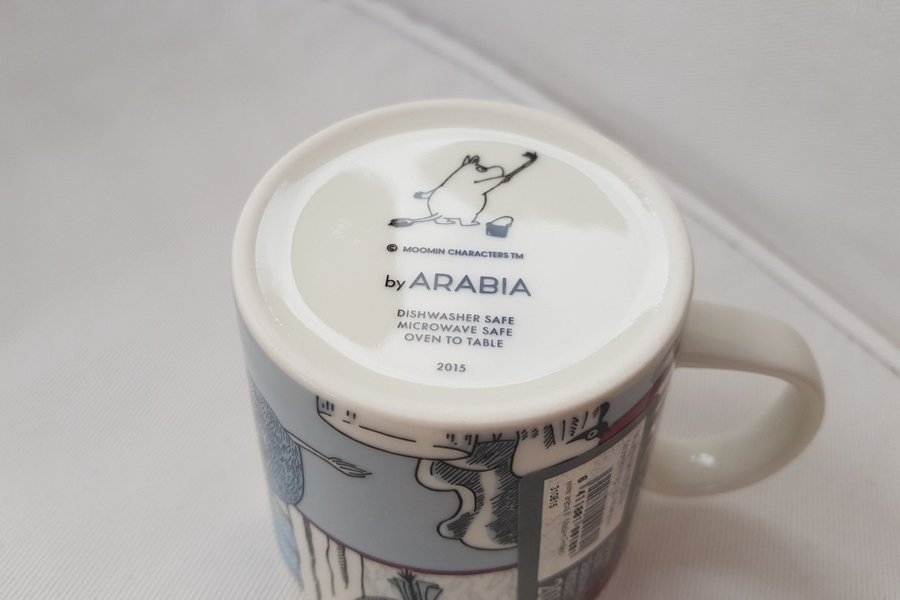 © MOOMIN CHARACTERS TM
by ARABIA
DISHWASHER SAFE
MICROWAVE SAFE
OVEN TO TABLE
2015